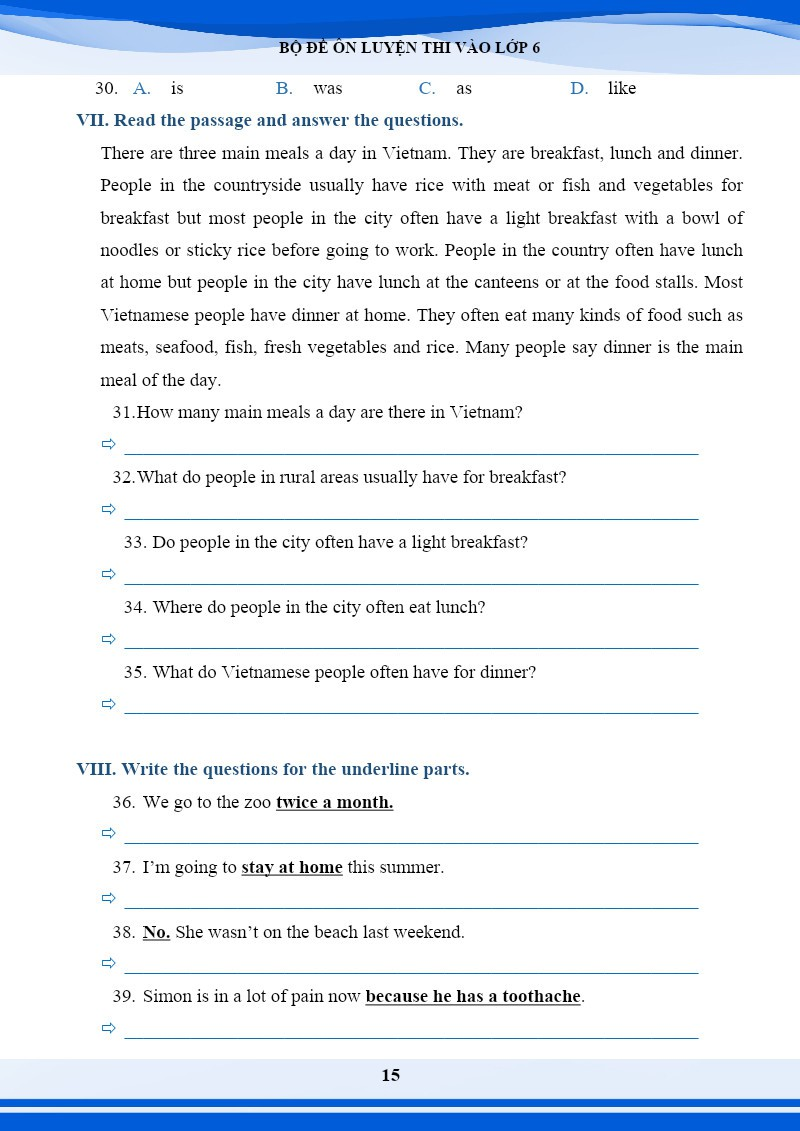 BỘ ĐỀ ÔN LUYỆN THI VÀO LỚP 6
30. A. is B. was C. as D. like
VII. Read the passage and answer the questions.
There are three main meals a day in Vietnam. They are breakfast, lunch and dinner.
People in the countryside usually have rice with meat or fish and vegetables for
breakfast but most people in the city often have a light breakfast with a bowl of
noodles or sticky rice before going to work. People in the country often have lunch
at home but people in the city have lunch at the canteens or at the food stalls. Most
Vietnamese people have dinner at home. They often eat many kinds of food such as
meats, seafood, fish, fresh vegetables and rice. Many people say dinner is the main
meal of the day.
31.How many main meals a day are there in Vietnam?
⇨
32.What do people in rural areas usually have for breakfast?
⇨
33. Do people in the city often have a light breakfast?
⇨
34. Where do people in the city often eat lunch?
⇨
35. What do Vietnamese people often have for dinner?
⇨
VIII. Write the questions for the underline parts.
36. We go to the zoo twice a month.
⇨
37. I’m going to stay at home this summer.
⇨
38. No. She wasn’t on the beach last weekend.
⇨
39. Simon is in a lot of pain now because he has a toothache.
⇨
15